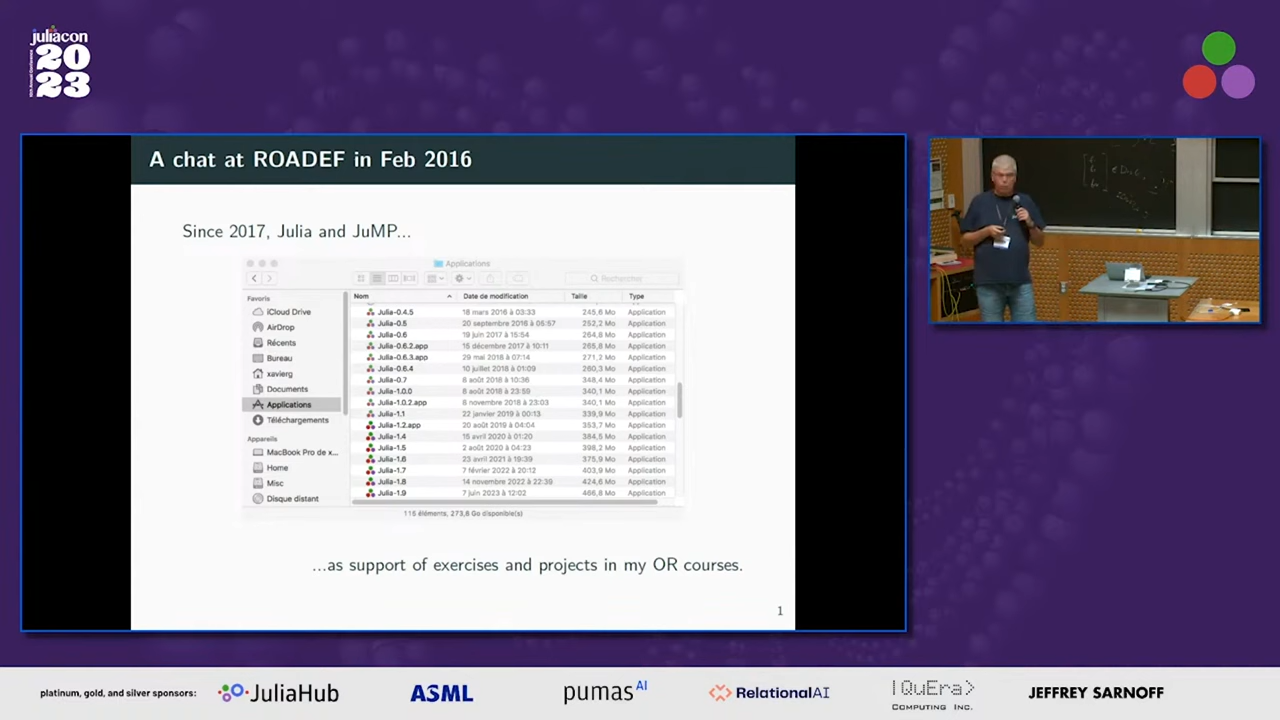 juliacon
2023
A chat at ROADEF in Feb 2016
Since 2017, Julia and JuMP...
Applications
Rechercher
Favoris
iCloud Drive
AirDrop
Récents
Bureau
xavierg
Documents
Applications
Téléchargements
Appareils
MacBook Pro de x...
Home
Misc
Disque distant
Nom Date de modification Taille Type
Julia-0.4.5 18 mars 2016 à 03:33 245,6 Mo Application
Julia-0.5 20 septembre 2016 à 05:57 252,2 Mo Application
Julia-0.6 19 juin 2017 à 15:54 264,8 Mo Application
Julia-0.6.2.app 15 décembre 2017 à 10:11 265,8 Mo Application
Julia-0.6.3.app 29 mai 2018 à 07:14 271,2 Mo Application
Julia-0.6.4 10 juillet 2018 à 01:09 260,3 Mo Application
Julia-0.7 8 août 2018 à 10:36 348,4 Mo Application
Julia-1.0.0 8 août 2018 à 23:59 340,1 Mo Application
Julia-1.0.2.app 8 novembre 2018 à 23:03 340,1 Mo Application
Julia-1.1 22 janvier 2019 à 00:13 339,9 Mo Application
Julia-1.2.app 20 août 2019 à 04:04 353,7 Mo Application
Julia-1.4 15 avril 2020 à 01:20 384,5 Mo Application
Julia-1.5 2 août 2020 à 04:23 398,2 Mo Application
Julia-1.6 23 avril 2021 à 19:39 375,9 Mo Application
Julia-1.7 7 février 2022 à 20:12 403,9 Mo Application
Julia-1.8 14 novembre 2022 à 22:39 424,6 Mo Application
Julia-1.9 7 juin 2023 à 12:02 466,8 Mo Application
115 éléments, 273,6 Go disponible(s)
...as support of exercises and projects in my OR courses.
1
platinum, gold, and silver sponsors:
JuliaHub
ASML
pumasAI
RelationalAI
|QuEra>
COMPUTING INC.
JEFFREY SARNOFF